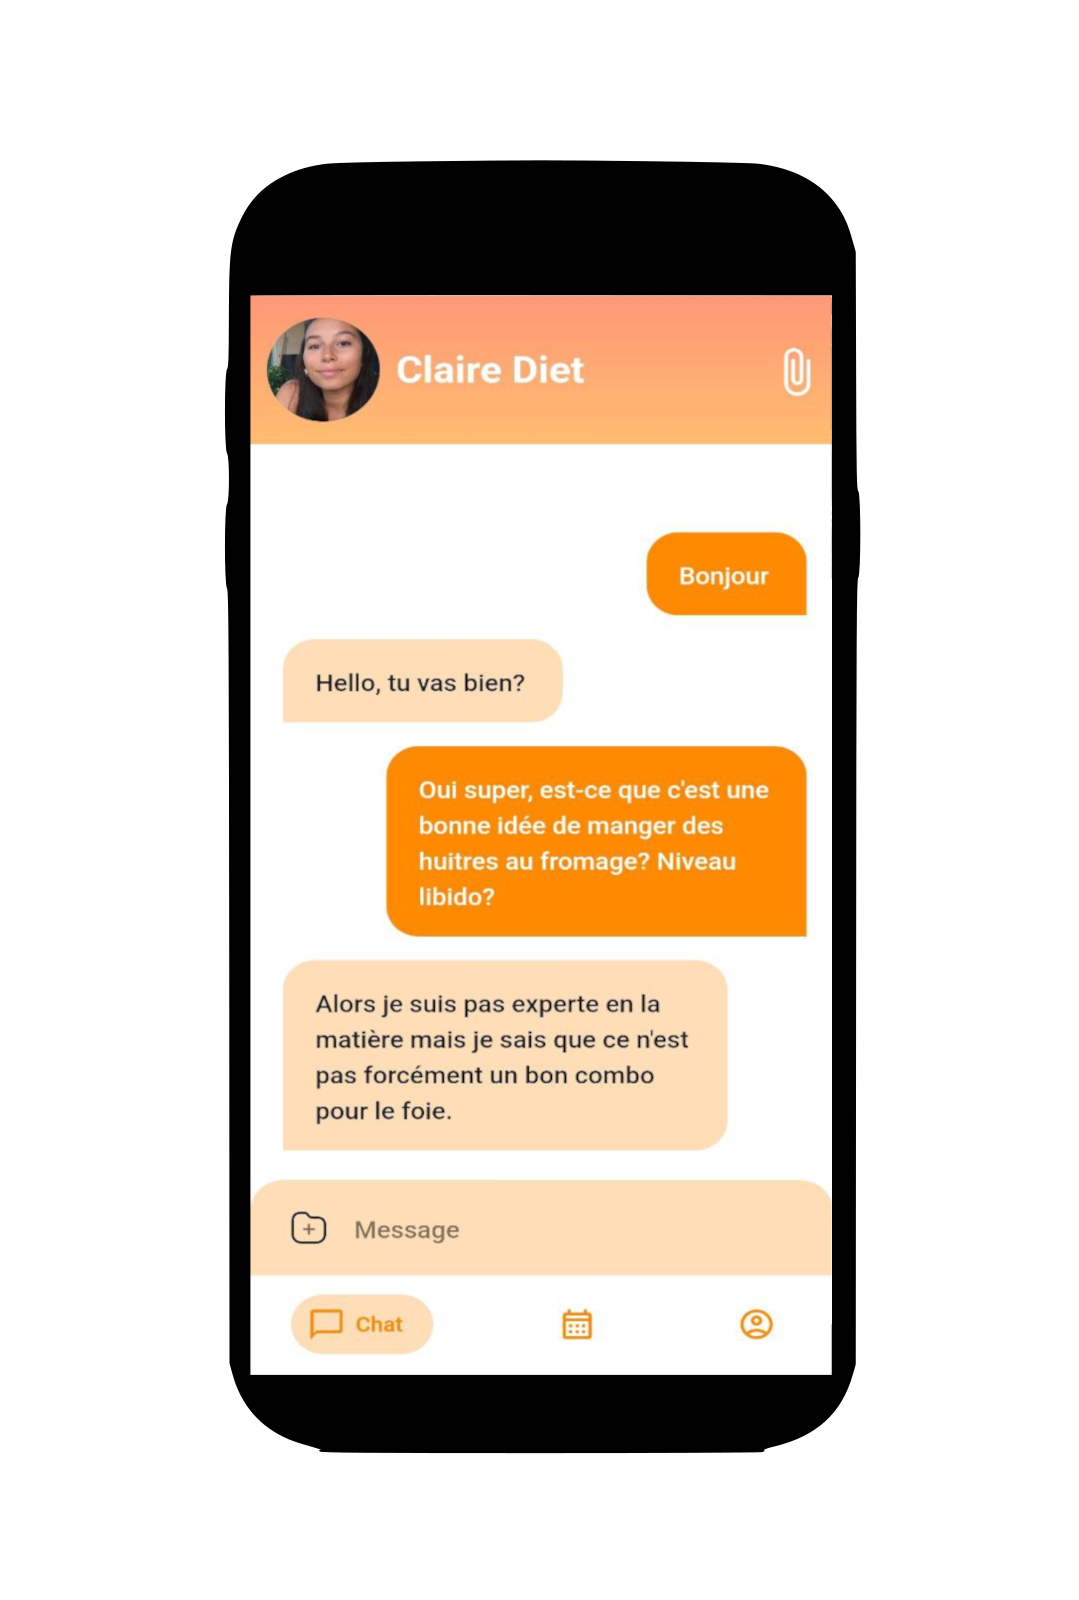 Claire Diet
Bonjour
Hello, tu vas bien?
Oui super, est-ce que c'est une
bonne idée de manger des
huitres au fromage? Niveau
libido?
Alors je suis pas experte en la
matière mais je sais que ce n'est
pas forcément un bon combo
pour le foie.
Message
Chat